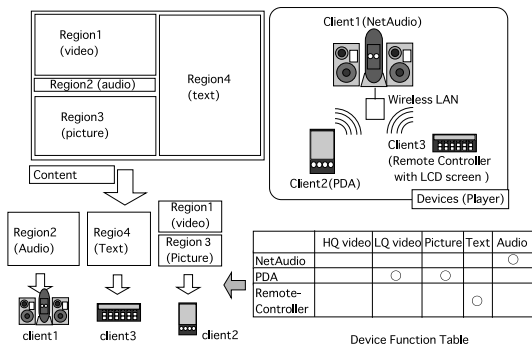 Region1
(video)
Region2 (audio)
Region3
(picture)
Region4
(text)
Content
Client1(NetAudio)
Wireless LAN
Client2(PDA)
Client3
(Remote Controller
with LCD screen )
Devices (Player)
Region2
(Audio)
Regio4
(Text)
Region1
(video)
Region 3
(Picture)
client1
client3
client2
HQ video LQ video Picture Text Audio
NetAudio
PDA
Remote-
Controller
Device Function Table